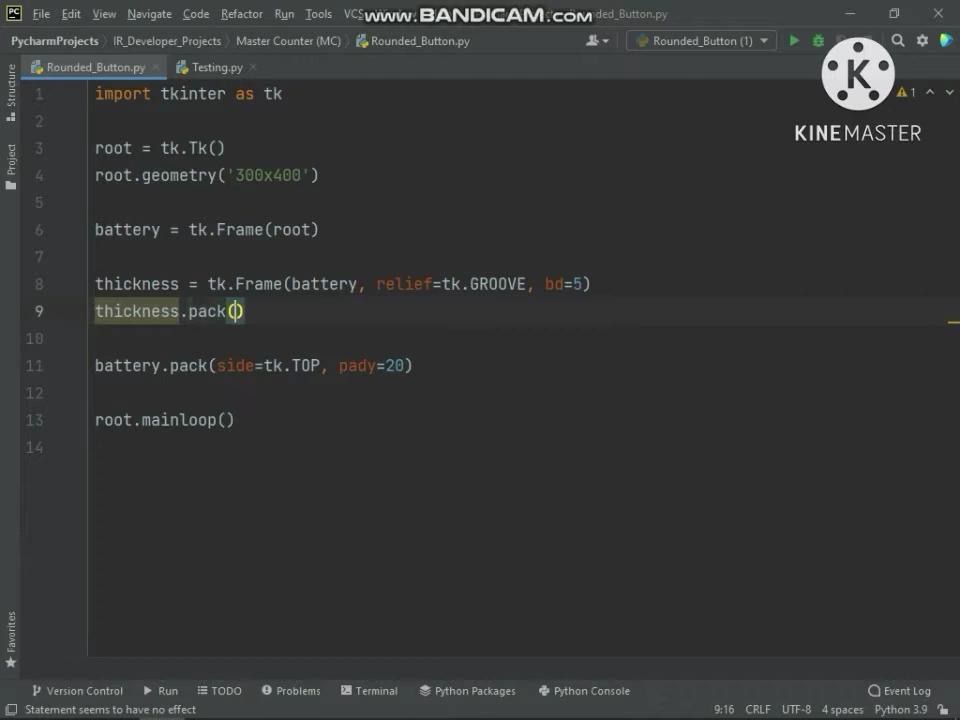 PC File Edit View Navigate Code Refactor Run Tools VCS www.BANDICAM.com Rounded_Button.py
PycharmProjects IR_Developer_Projects Master Counter (MC) Rounded_Button.py Rounded_Button (1)
Rounded_Button.py Testing.py
K
KINEMASTER
1
Structure
Project
Favorites
1 import tkinter as tk
2
3 root = tk.Tk()
4 root.geometry('300x400')
5
6 battery = tk.Frame(root)
7
8 thickness = tk.Frame(battery, relief=tk.GROOVE, bd=5)
9 thickness.pack()
10
11 battery.pack(side=tk.TOP, pady=20)
12
13 root.mainloop()
14
Version Control Run TODO Problems Terminal Python Packages Python Console Event Log
Statement seems to have no effect 9:16 CRLF UTF-8 4 spaces Python 3.9